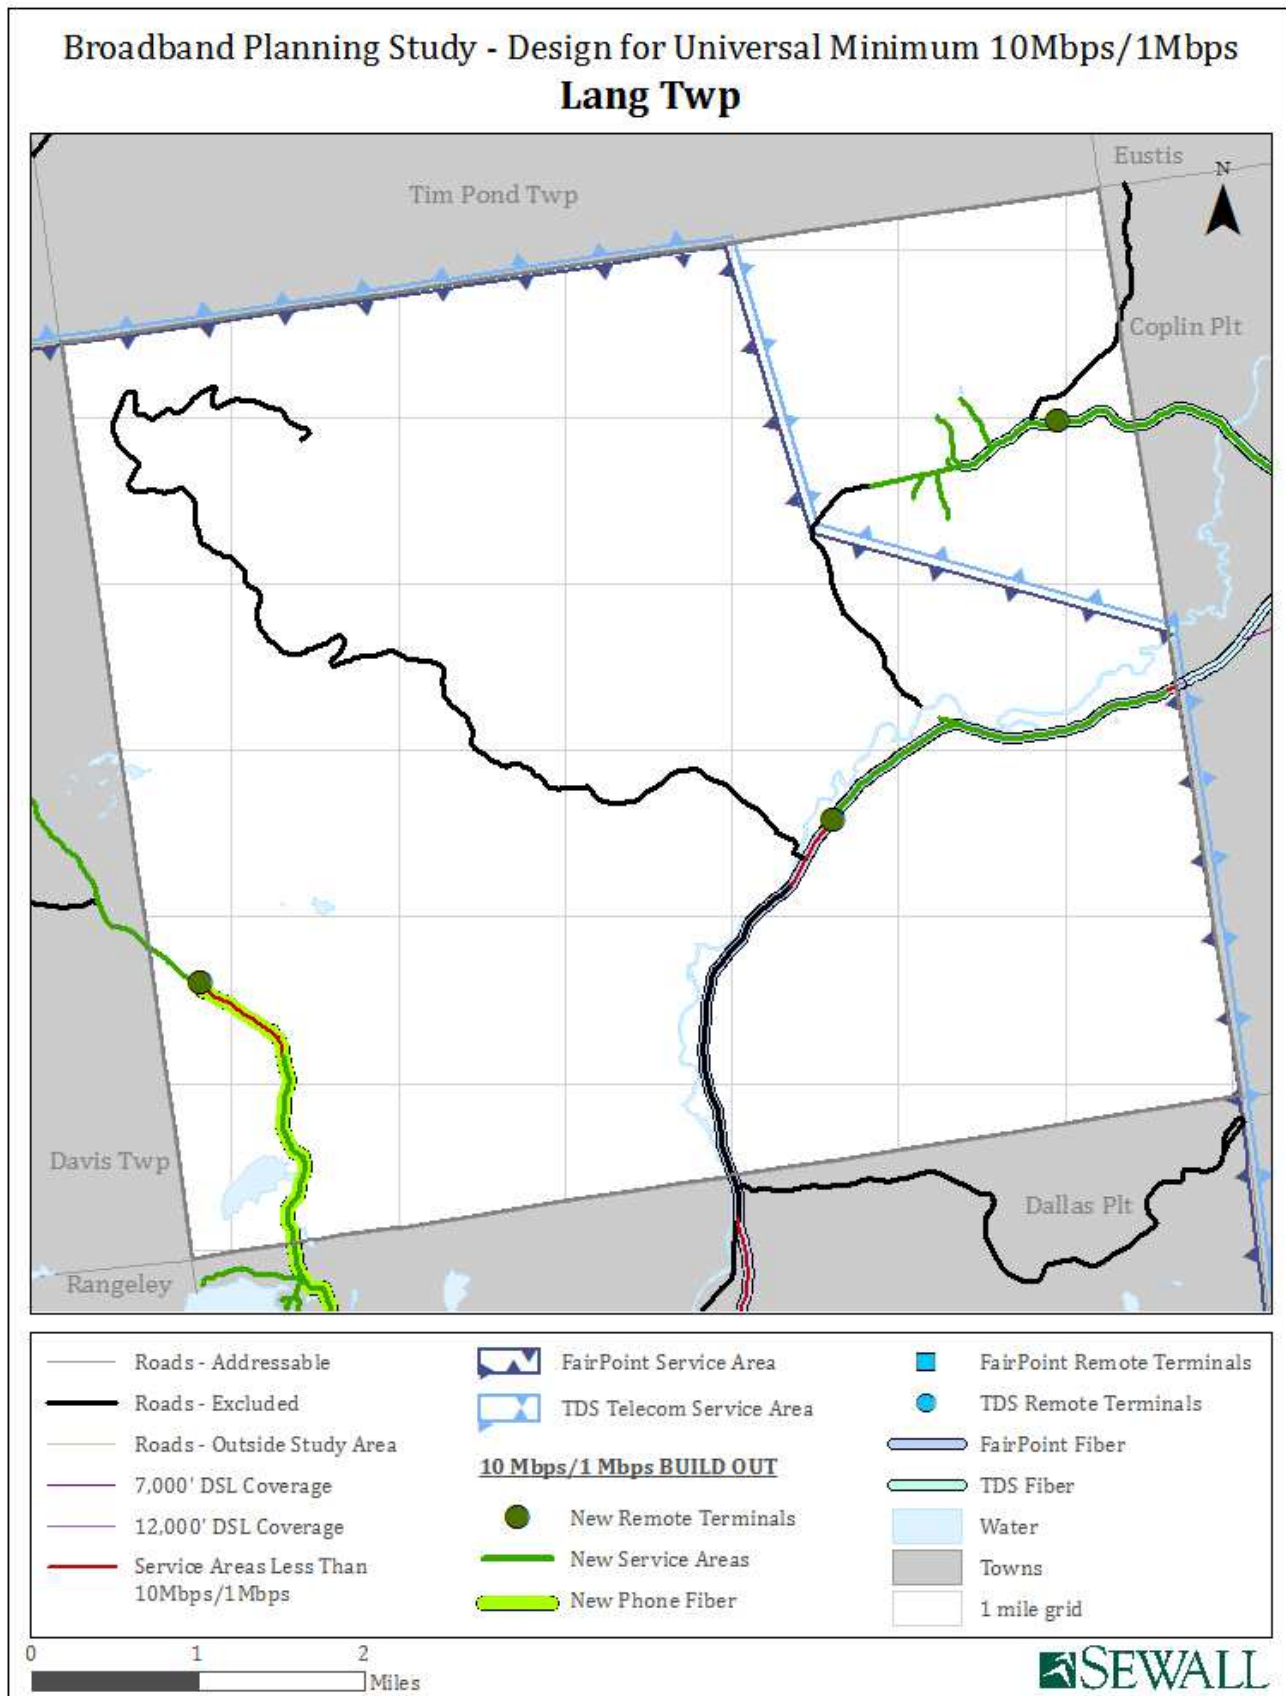 Broadband Planning Study - Design for Universal Minimum 10Mbps/1Mbps
Lang Twp
Eustis
N
Tim Pond Twp
Coplin Plt
Davis Twp
Dallas Plt
Rangeley
Roads - Addressable
Roads - Excluded
Roads - Outside Study Area
7,000' DSL Coverage
12,000' DSL Coverage
Service Areas Less Than
10Mbps/1Mbps
FairPoint Service Area
TDS Telecom Service Area
10 Mbps/1 Mbps BUILD OUT
New Remote Terminals
New Service Areas
New Phone Fiber
FairPoint Remote Terminals
TDS Remote Terminals
FairPoint Fiber
TDS Fiber
Water
Towns
1 mile grid
0 1 2
Miles
SEWALL